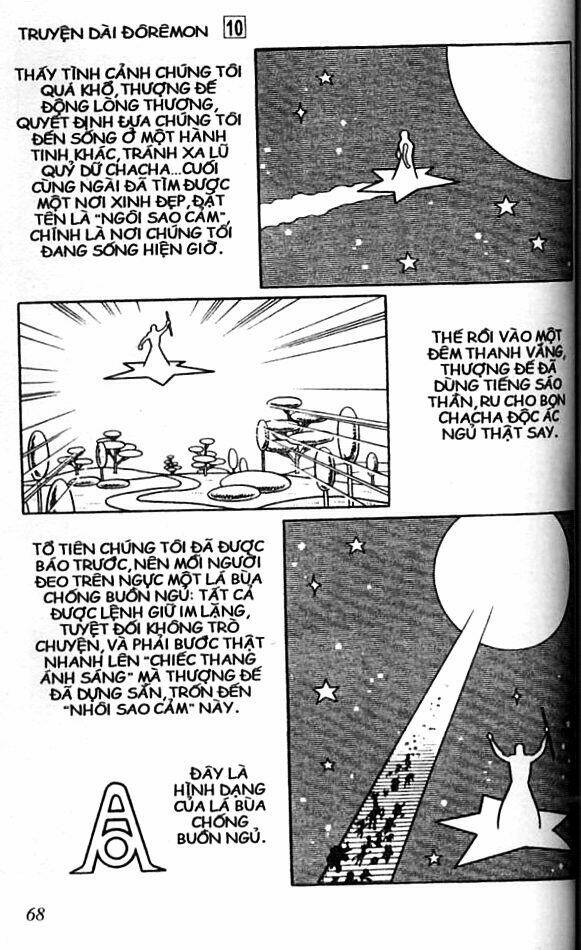 TRUYỆN DÀI ĐÔRÊMON 10
THẤY TÌNH CẢNH CHÚNG TÔI
QUÁ KHỔ, THƯỢNG ĐẾ
ĐỘNG LÒNG THƯƠNG,
QUYẾT ĐỊNH ĐƯA CHÚNG TÔI
ĐẾN SỐNG Ở MỘT HÀNH
TINH KHÁC, TRÁNH XA LŨ
QUỶ DỮ CHACHA...CUỐI
CÙNG NGÀI ĐÃ TÌM ĐƯỢC
MỘT NƠI XINH ĐẸP, ĐẶT
TÊN LÀ "NGÔI SAO CẢM",
CHÍNH LÀ NƠI CHÚNG TÔI
ĐANG SỐNG HIỆN GIỜ.
THẾ RỒI VÀO MỘT
ĐÊM THANH VẮNG,
THƯỢNG ĐẾ ĐÃ
DÙNG TIẾNG SÁO
THẦN, RU CHO BỌN
CHACHA ĐỘC ÁC
NGỦ THẬT SAY.
TỔ TIÊN CHÚNG TÔI ĐÃ ĐƯỢC
BÁO TRƯỚC, NÊN MỖI NGƯỜI
ĐEO TRÊN NGỰC MỘT LÁ BÙA
CHỐNG BUỒN NGỦ: TẤT CẢ
ĐƯỢC LỆNH GIỮ IM LẶNG,
TUYỆT ĐỐI KHÔNG TRÒ
CHUYỆN, VÀ PHẢI BƯỚC THẬT
NHANH LÊN "CHIẾC THANG
ÁNH SÁNG" MÀ THƯỢNG ĐẾ
ĐÃ DỰNG SẴN, TRỐN ĐẾN
"NHÔI SAO CẢM" NÀY.
ĐÂY LÀ
HÌNH DẠNG
CỦA LÁ BÙA
CHỐNG
BUỒN NGỦ.
68